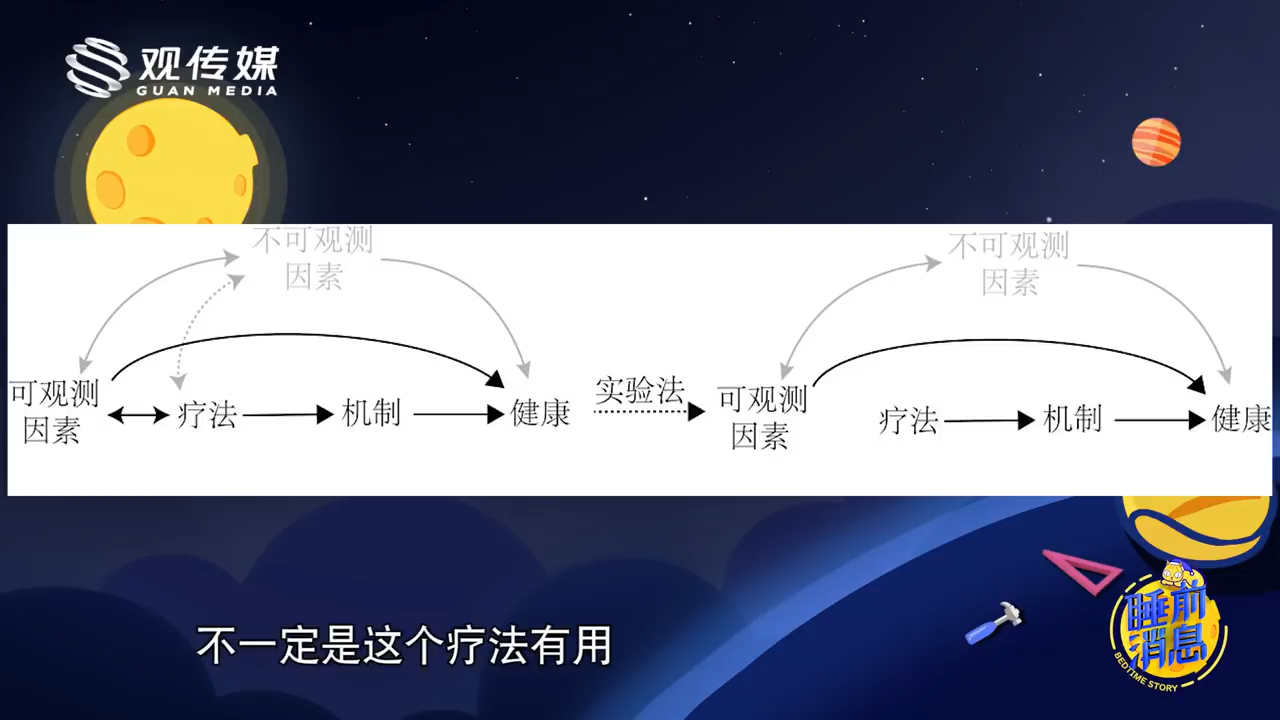 观传媒
GUAN MEDIA
不可观测
因素
可观测
因素
疗法
机制
健康
实验法
不可观测
因素
可观测
因素
疗法
机制
健康
不一定是这个疗法有用
睡前
消息
BEDTIME STORY